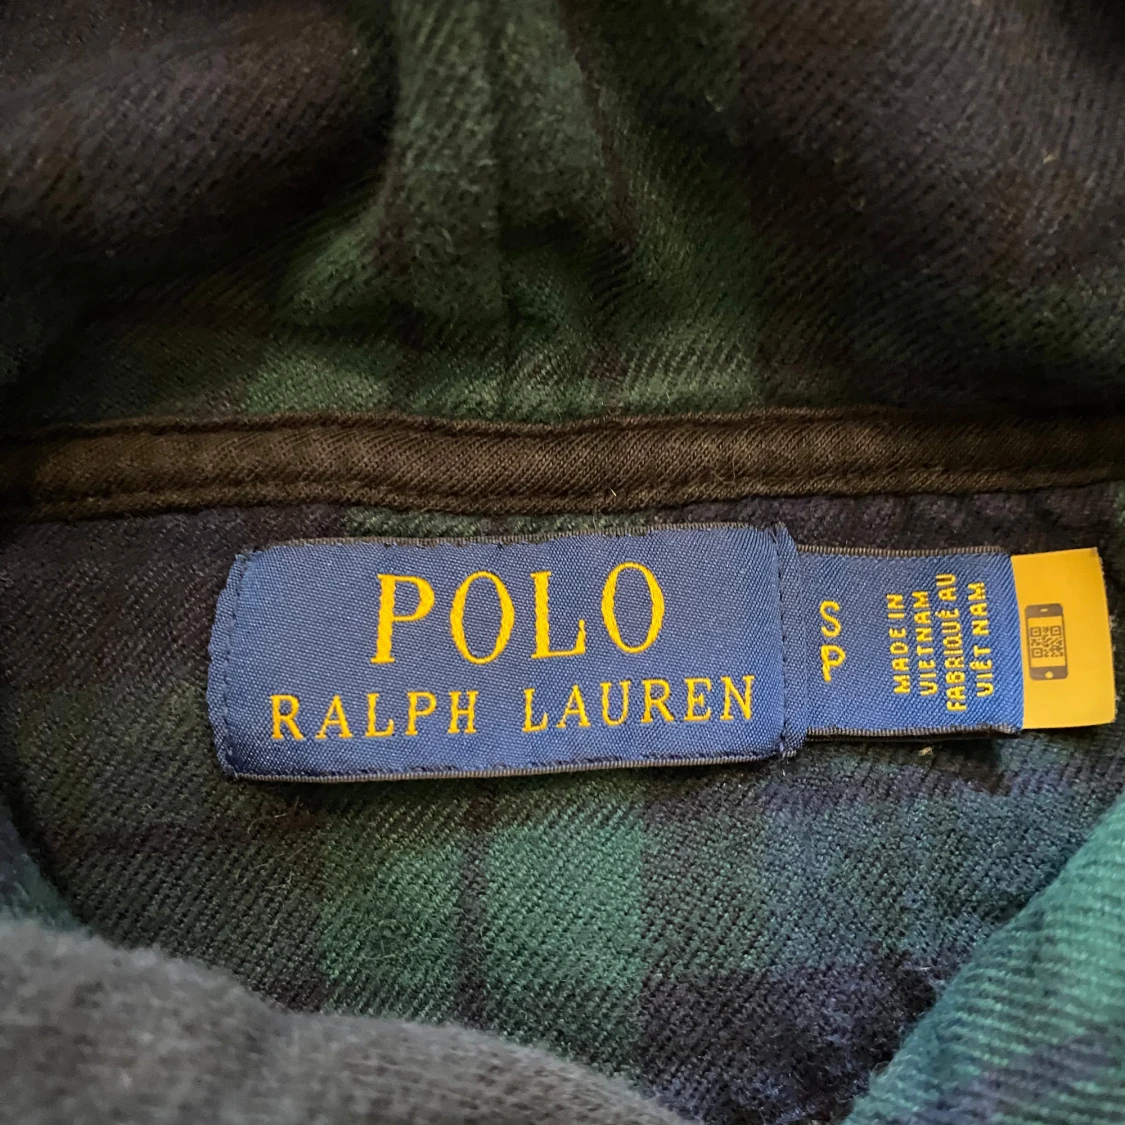 POLO
RALPH LAUREN
S
P
MADE IN
VIETNAM
FABRIQUÉ AU
VIÊT NAM